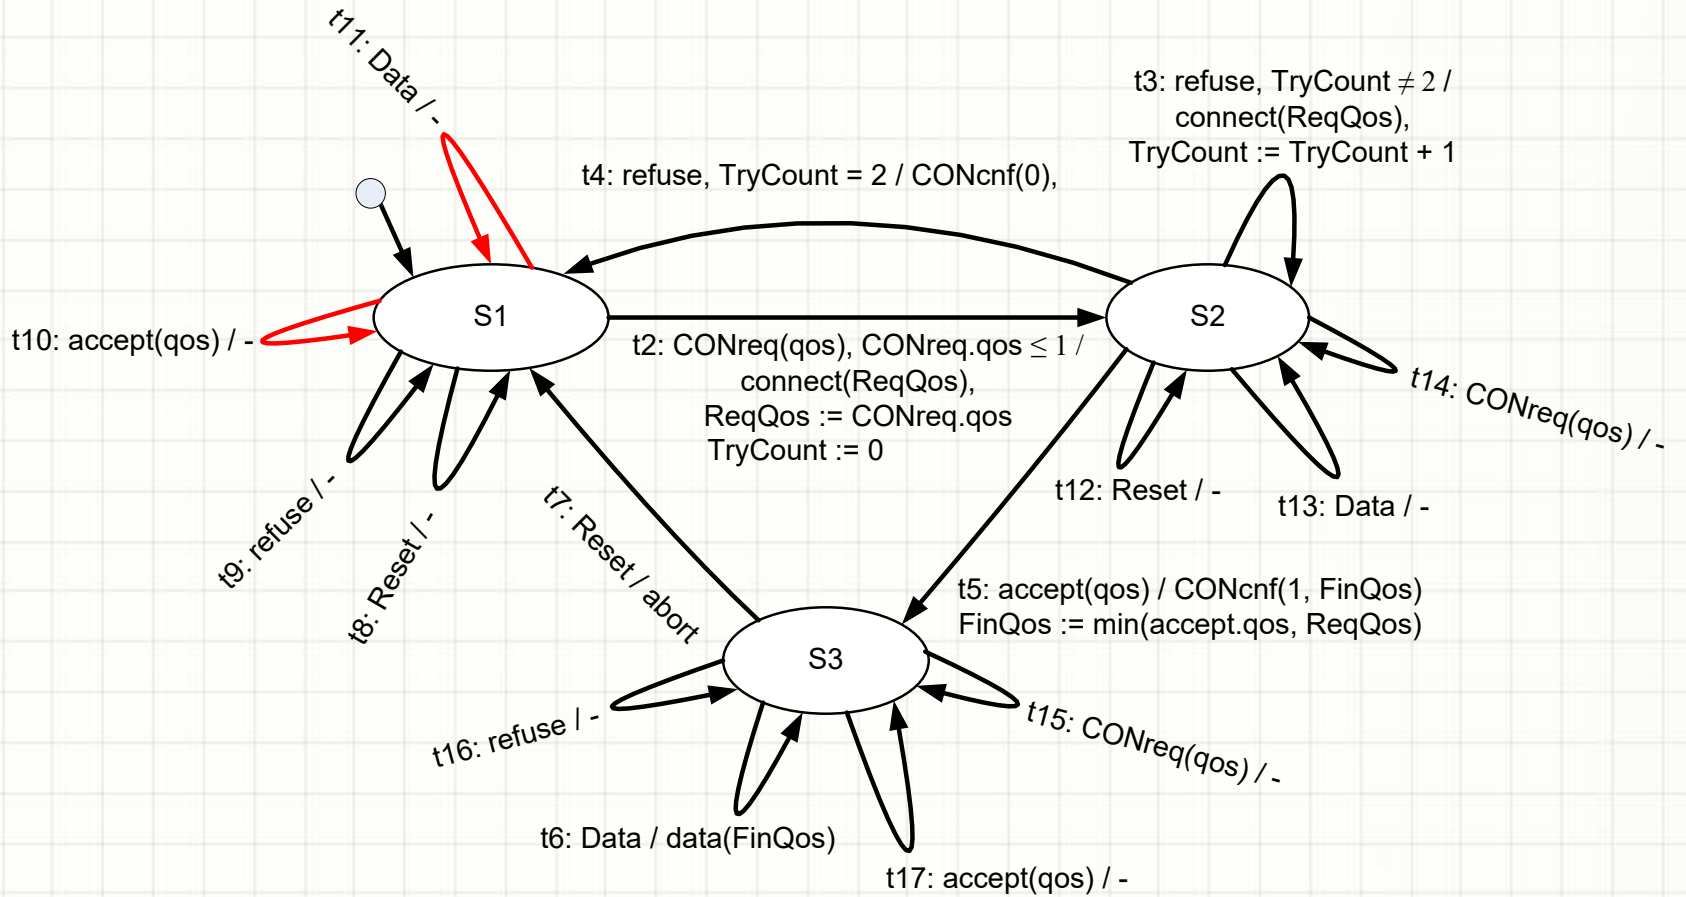 t11: Data / -
t3: refuse, TryCount ≠ 2 /
connect(ReqQos),
TryCount := TryCount + 1
t4: refuse, TryCount = 2 / CONcnf(0),
S1
S2
t10: accept(qos) / -
t2: CONreq(qos), CONreq.qos ≤ 1 /
connect(ReqQos),
ReqQos := CONreq.qos
TryCount := 0
t14: CONreq(qos) / -
t9: refuse / -
t8: Reset / -
t7: Reset / abort
t12: Reset / -
t13: Data / -
t5: accept(qos) / CONcnf(1, FinQos)
FinQos := min(accept.qos, ReqQos)
S3
t16: refuse / -
t15: CONreq(qos) / -
t6: Data / data(FinQos)
t17: accept(qos) / -